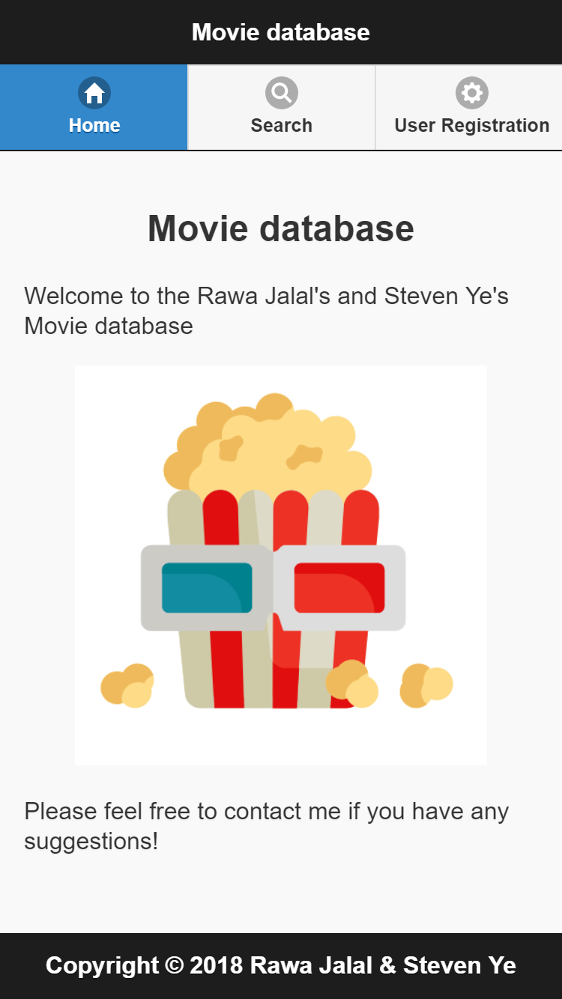 Movie database
Home
Search
User Registration
Movie database
Welcome to the Rawa Jalal's and Steven Ye's
Movie database
Please feel free to contact me if you have any
suggestions!
Copyright © 2018 Rawa Jalal & Steven Ye